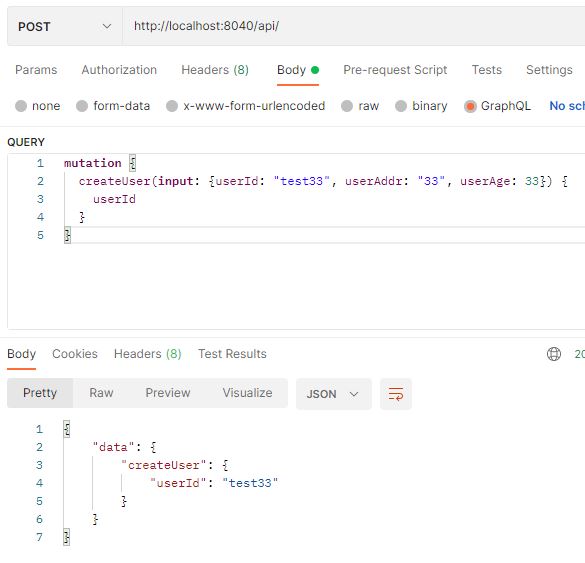 POST http://localhost:8040/api/
Params Authorization Headers (8) Body Pre-request Script Tests Settings
none form-data x-www-form-urlencoded raw binary GraphQL No sch
QUERY
1 mutation {
2 createUser(input: {userId: "test33", userAddr: "33", userAge: 33}) {
3 userId
4 }
5 }
Body Cookies Headers (8) Test Results 20
Pretty Raw Preview Visualize JSON
1 {
2 "data": {
3 "createUser": {
4 "userId": "test33"
5 }
6 }
7 }